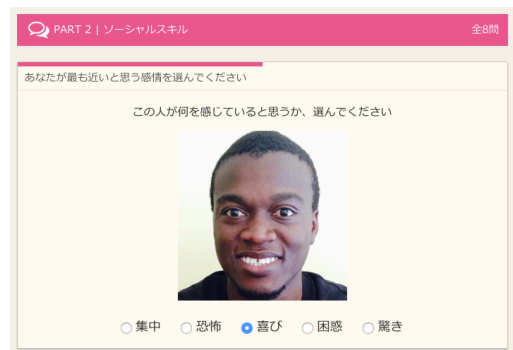 PART 2 | ソーシャルスキル
全8問
あなたが最も近いと思う感情を選んでください
この人が何を感じていると思うか、選んでください
集中 恐怖 喜び 困惑 驚き